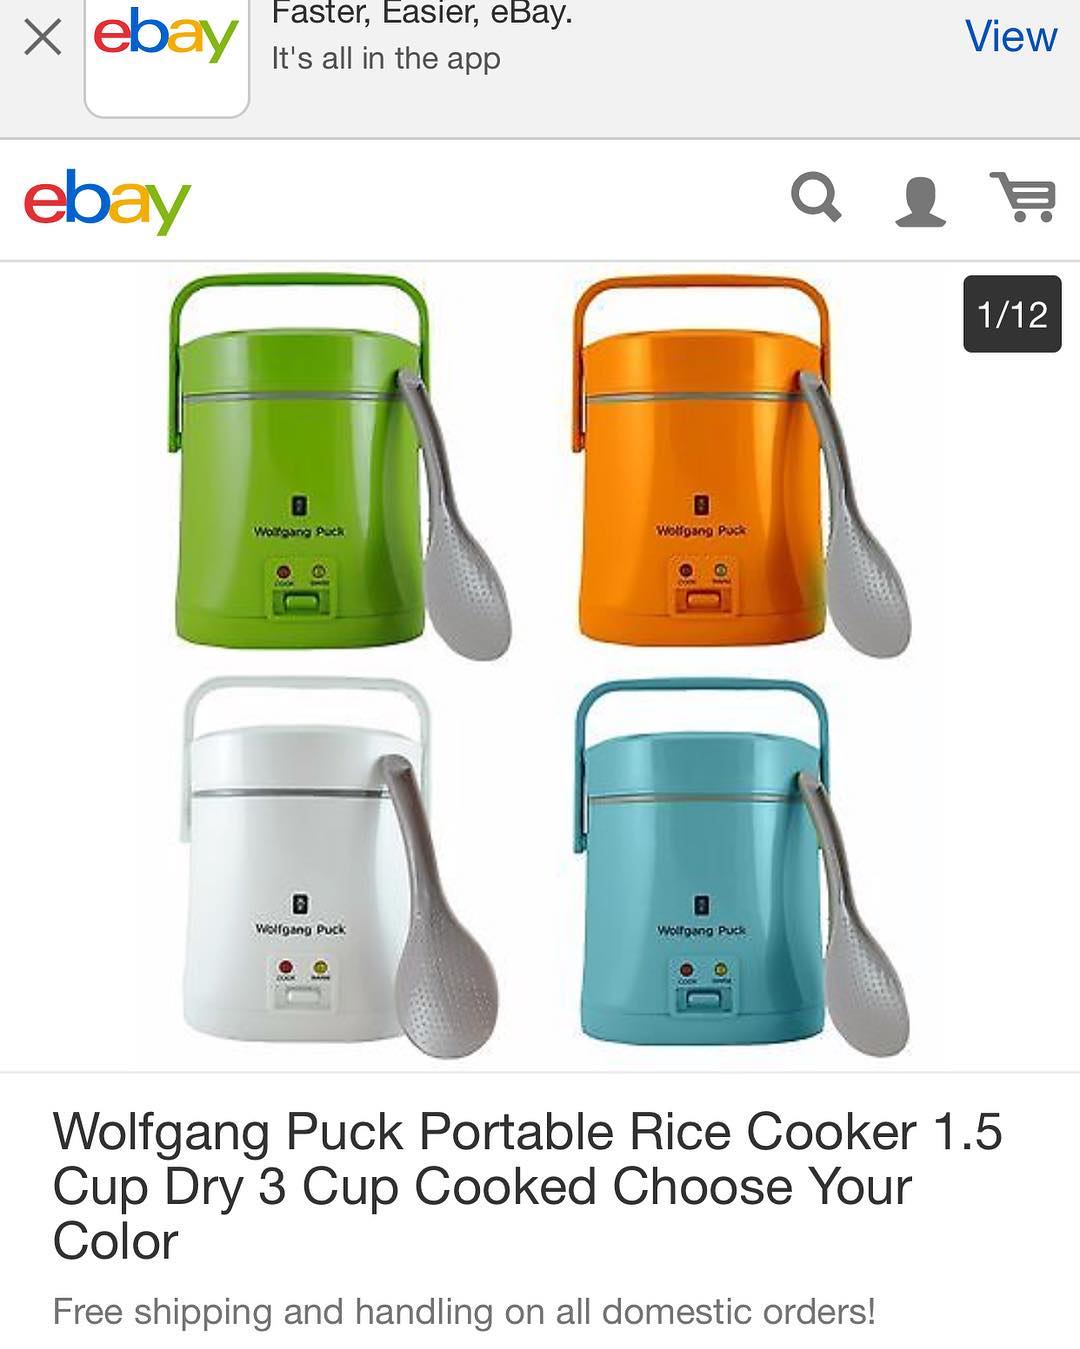 ebay
Faster, Easier, eBay.
It's all in the app
View
ebay
1/12
Wolfgang Puck
COOK WARM
Wolfgang Puck
COOK WARM
Wolfgang Puck
COOK WARM
Wolfgang Puck
COOK WARM
Wolfgang Puck Portable Rice Cooker 1.5
Cup Dry 3 Cup Cooked Choose Your
Color
Free shipping and handling on all domestic orders!